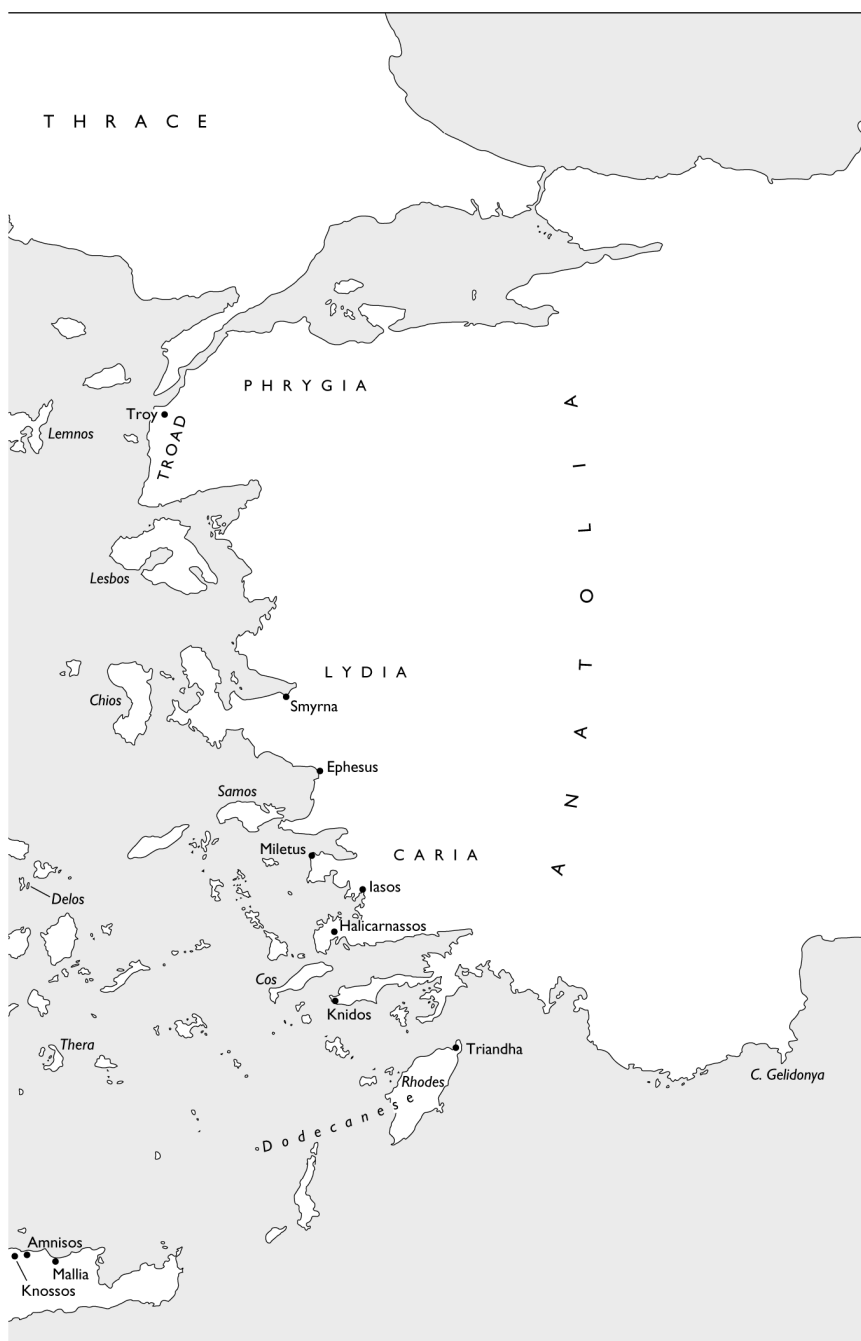 THRACE
PHRYGIA
Troy
TROAD
Lemnos
ANATOLIA
Lesbos
LYDIA
Chios
Smyrna
Ephesus
Samos
Miletus
CARIA
Iasos
Delos
Halicarnassos
Cos
Knidos
Thera
Triandha
Rhodes
C. Gelidonya
Dodecanese
Amnisos
Mallia
Knossos